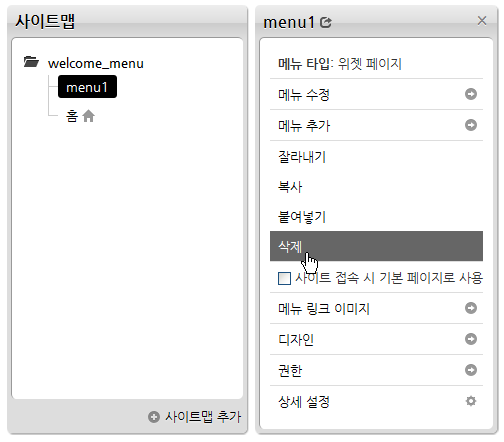 사이트맵
welcome_menu
menu1
홈
사이트맵 추가
menu1
메뉴 타입: 위젯 페이지
메뉴 수정
메뉴 추가
잘라내기
복사
붙여넣기
삭제
사이트 접속 시 기본 페이지로 사용
메뉴 링크 이미지
디자인
권한
상세 설정